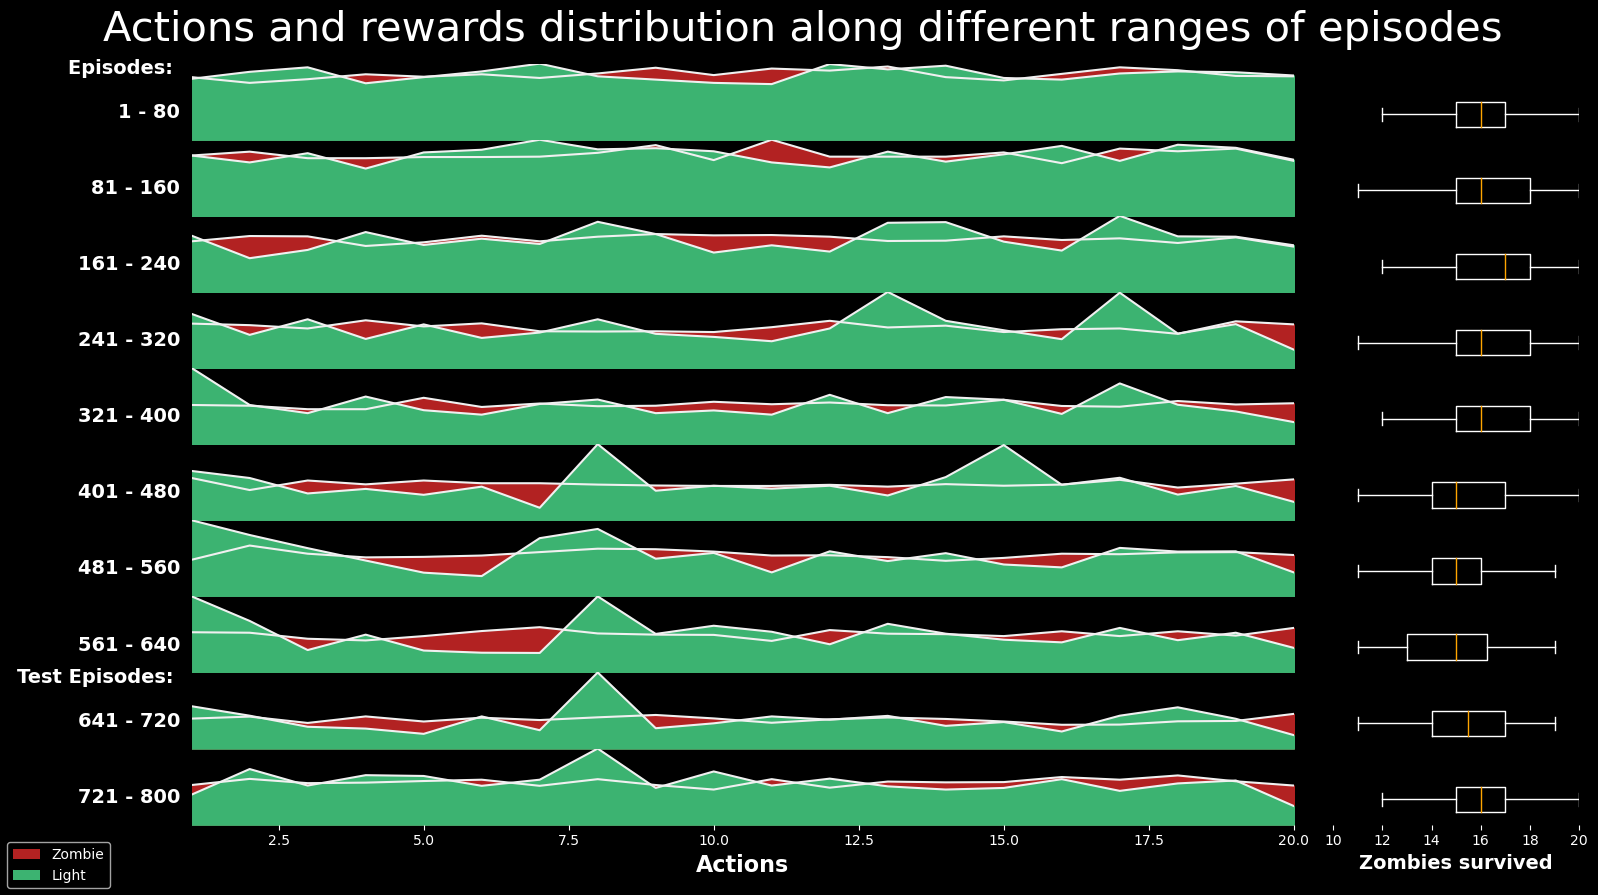 Actions and rewards distribution along different ranges of episodes
Episodes:
1 - 80
81 - 160
161 - 240
241 - 320
321 - 400
401 - 480
481 - 560
561 - 640
Test Episodes:
641 - 720
721 - 800
2.5 5.0 7.5 10.0 12.5 15.0 17.5 20.0
Actions
10 12 14 16 18 20
Zombies survived
Zombie
Light